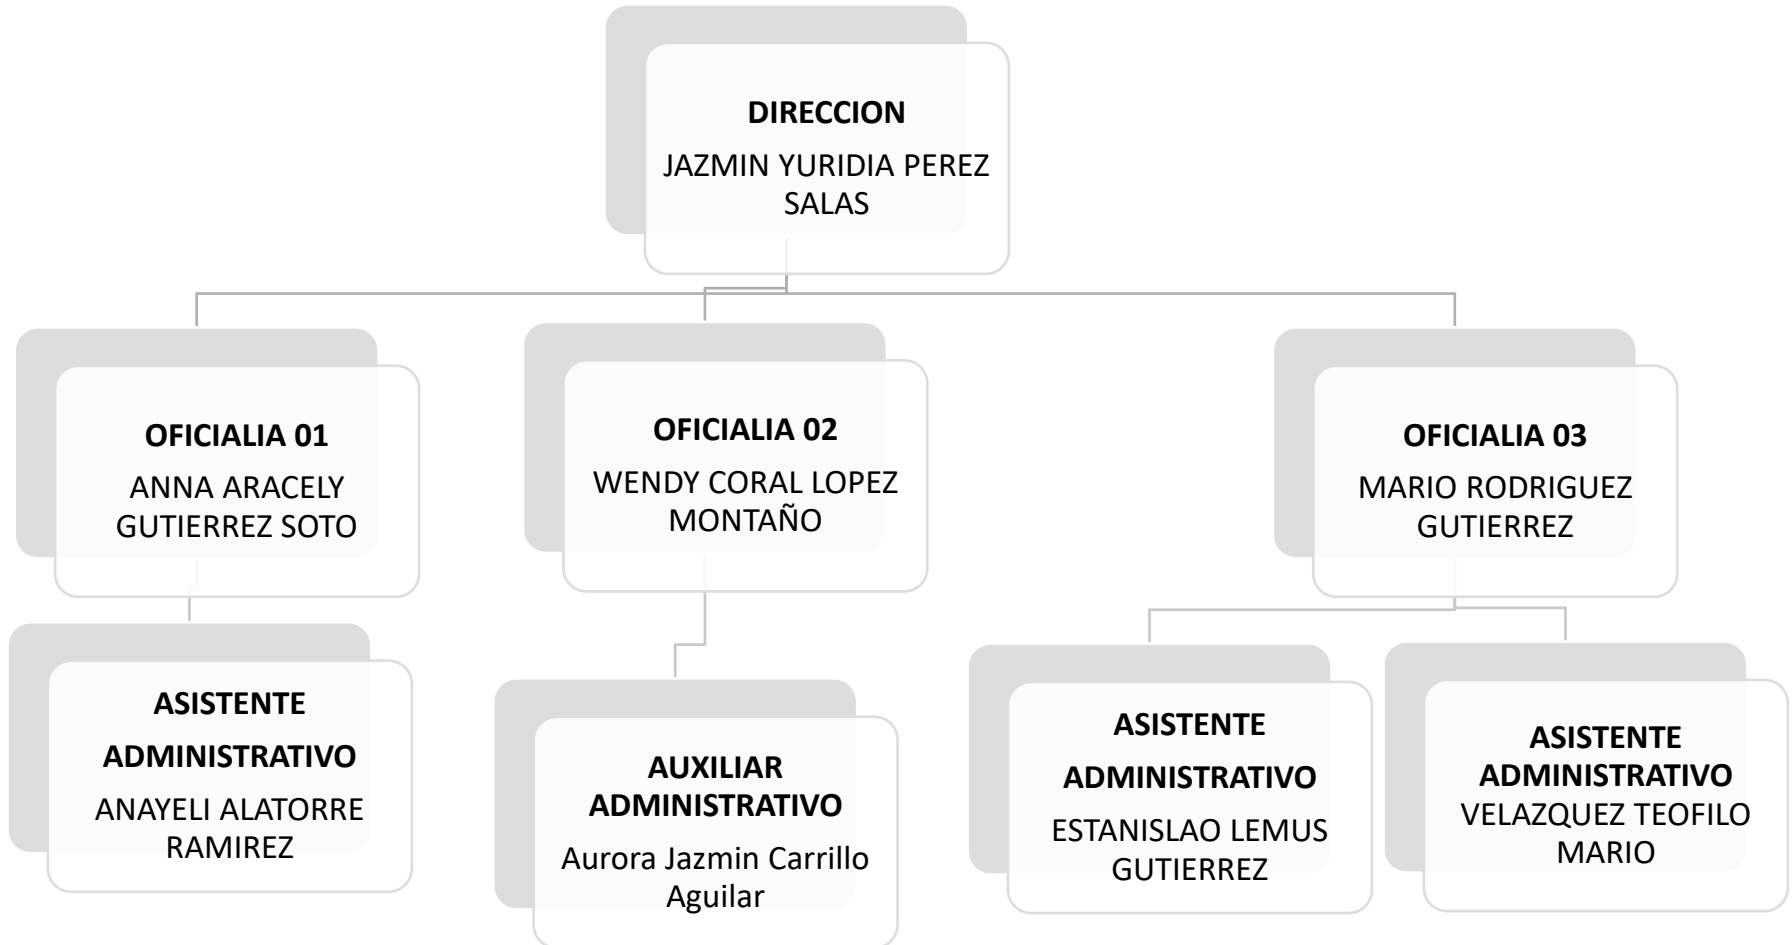 DIRECCION
JAZMIN YURIDIA PEREZ
SALAS
OFICIALIA 01
ANNA ARACELY
GUTIERREZ SOTO
OFICIALIA 02
WENDY CORAL LOPEZ
MONTAÑO
OFICIALIA 03
MARIO RODRIGUEZ
GUTIERREZ
ASISTENTE
ADMINISTRATIVO
ANAYELI ALATORRE
RAMIREZ
AUXILIAR
ADMINISTRATIVO
Aurora Jazmin Carrillo
Aguilar
ASISTENTE
ADMINISTRATIVO
ESTANISLAO LEMUS
GUTIERREZ
ASISTENTE
ADMINISTRATIVO
VELAZQUEZ TEOFILO
MARIO